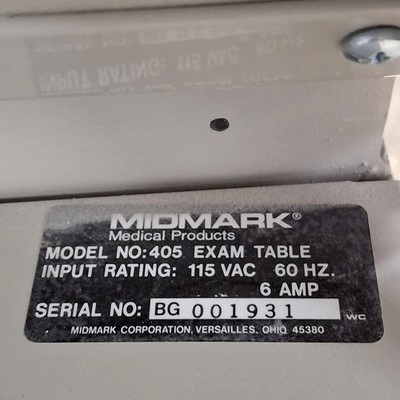 MIDMARK®
Medical Products
MODEL NO: 405 EXAM TABLE
INPUT RATING: 115 VAC 60 HZ.
6 AMP
SERIAL NO: BG 001931 WC
MIDMARK CORPORATION, VERSAILLES, OHIO 45380